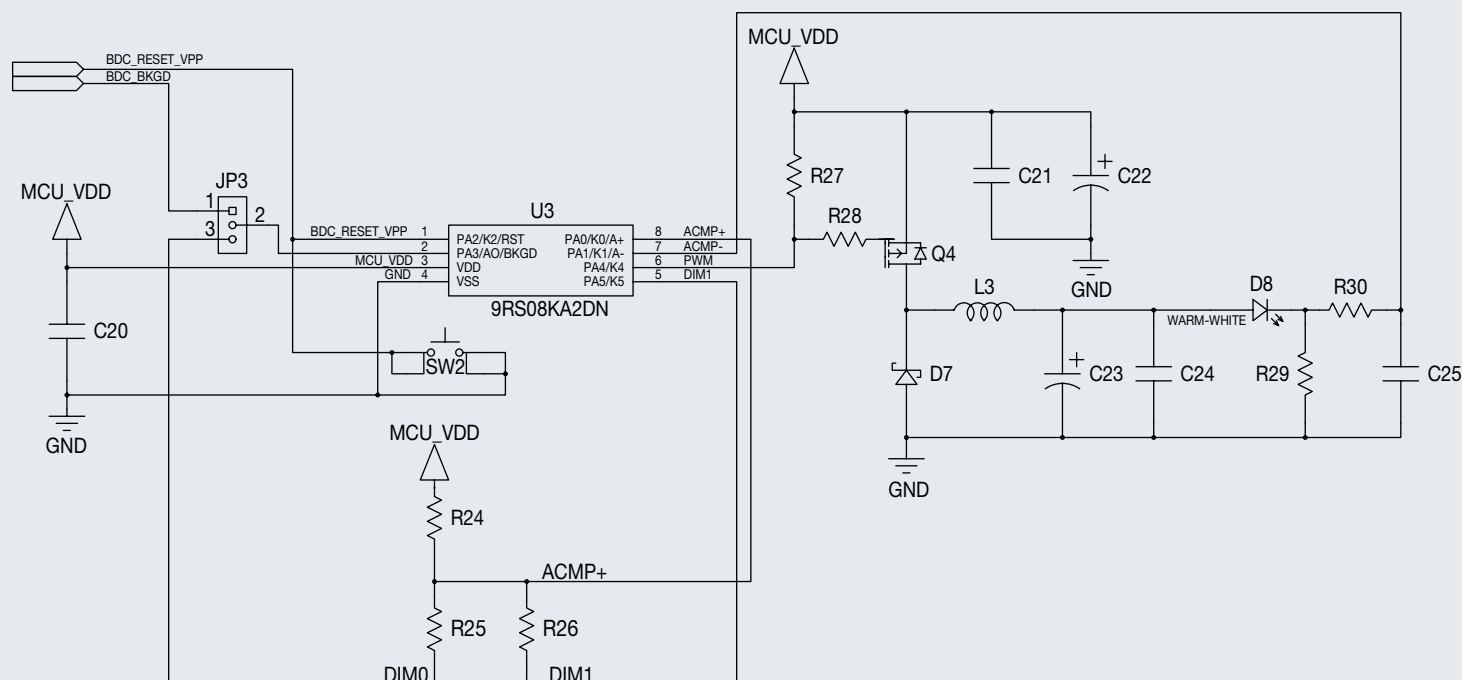 BDC_RESET_VPP
BDC_BKGD
MCU_VDD
MCU_VDD
JP3
1
2
3
R27
C21
C22
U3
R28
BDC_RESET_VPP 1 PA2/K2/RST PA0/K0/A+ 8 ACMP+
2 PA3/AO/BKGD PA1/K1/A- 7 ACMP-
MCU_VDD 3 VDD PA4/K4 6 PWM
GND 4 VSS PA5/K5 5 DIM1
9RS08KA2DN
Q4
GND
C20
L3
D8
R30
WARM-WHITE
SW2
D7
C23
C24
R29
C25
GND
MCU_VDD
GND
R24
ACMP+
R25
R26
DIM0
DIM1